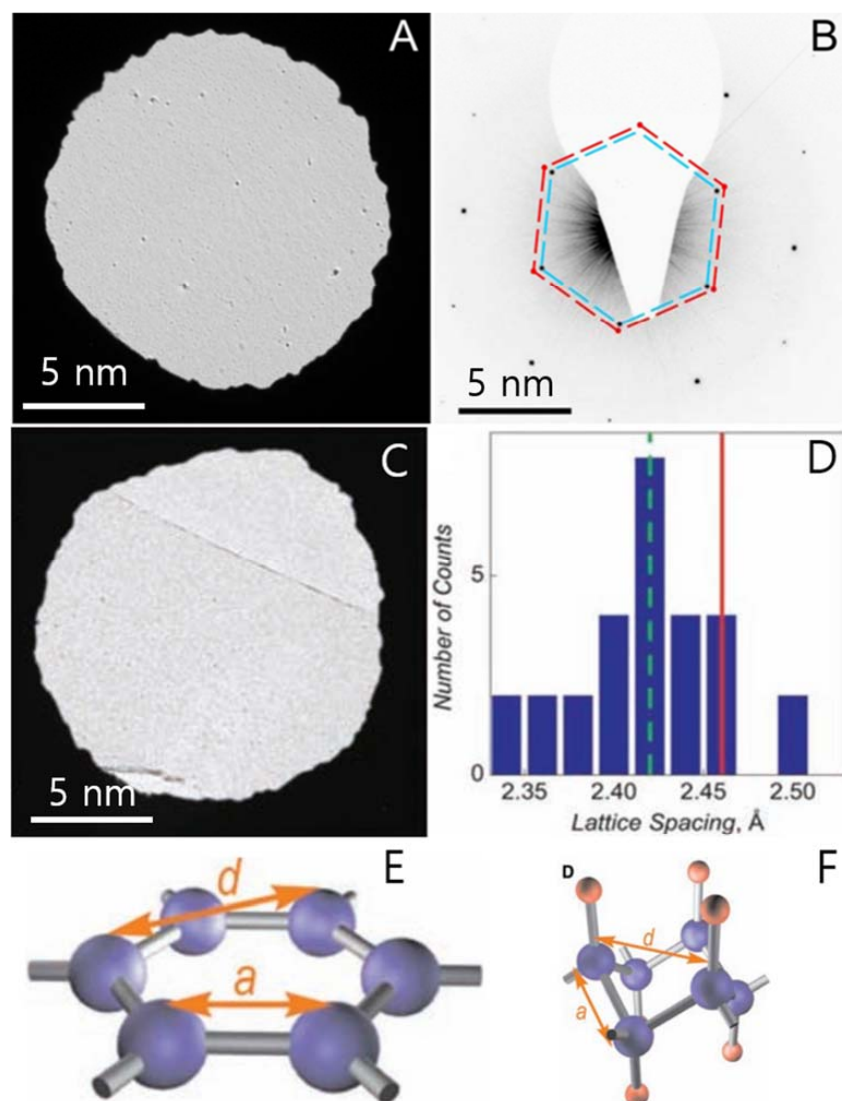 A
5 nm
B
5 nm
C
5 nm
D
5
0
Number of Counts
2.35 2.40 2.45 2.50
Lattice Spacing, Å
E
d
a
D
F
d
a